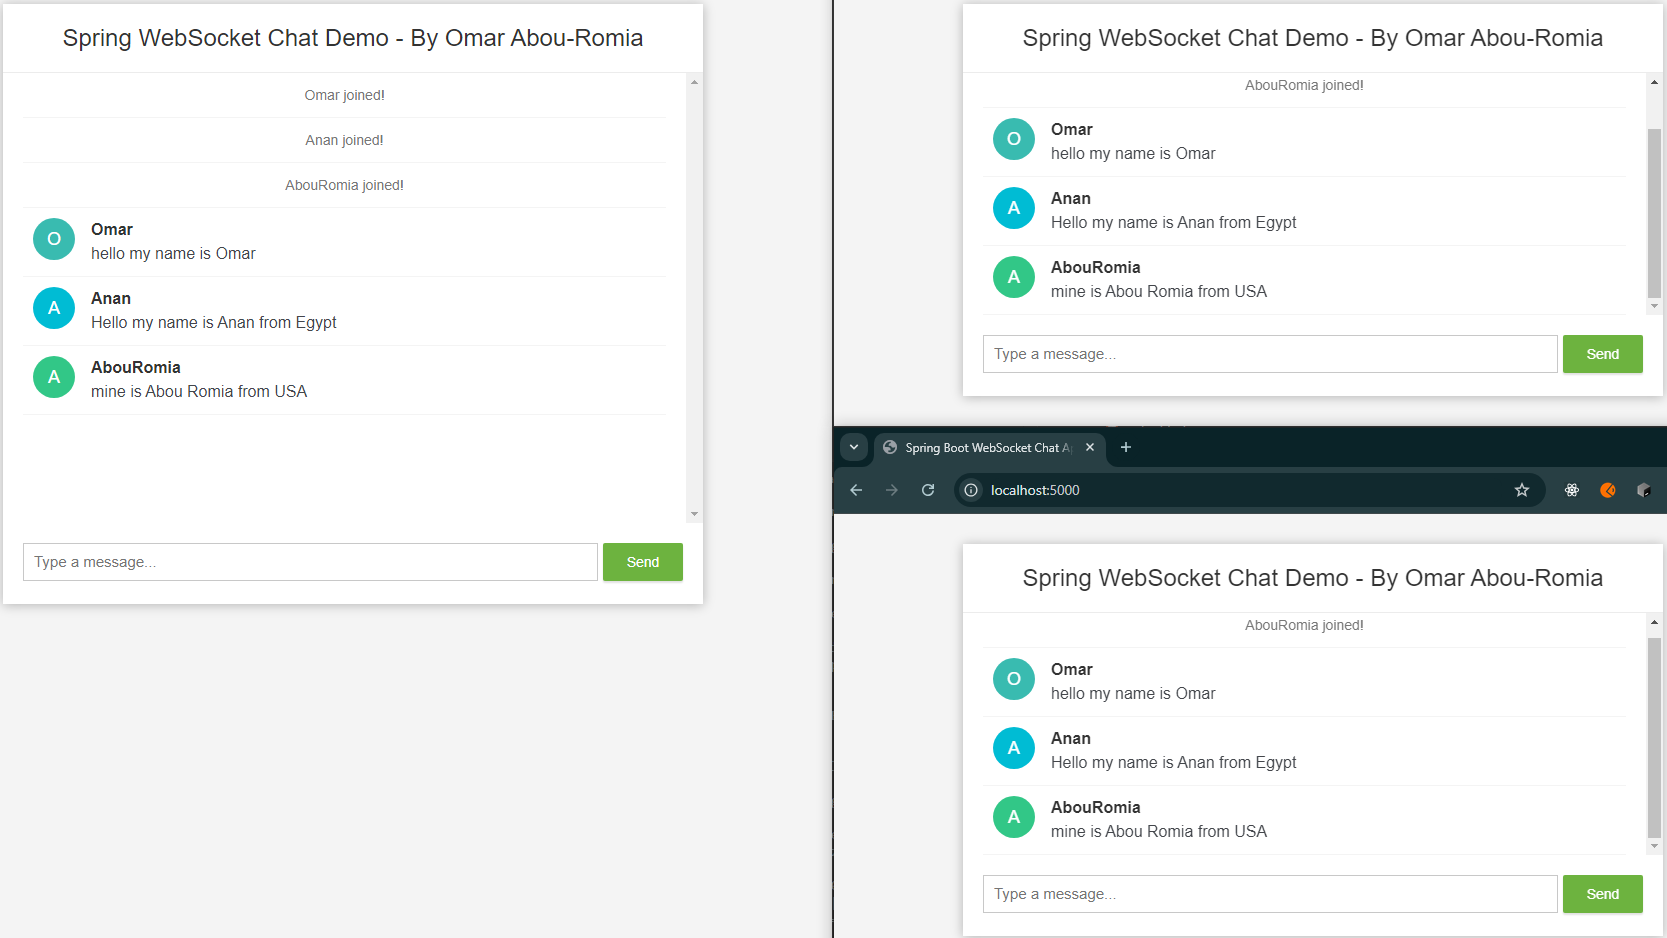 Spring WebSocket Chat Demo - By Omar Abou-Romia
Omar joined!
Anan joined!
AbouRomia joined!
O
Omar
hello my name is Omar
A
Anan
Hello my name is Anan from Egypt
A
AbouRomia
mine is Abou Romia from USA
Type a message...
Send
Spring WebSocket Chat Demo - By Omar Abou-Romia
AbouRomia joined!
O
Omar
hello my name is Omar
A
Anan
Hello my name is Anan from Egypt
A
AbouRomia
mine is Abou Romia from USA
Type a message...
Send
Spring Boot WebSocket Chat
localhost:5000
Spring WebSocket Chat Demo - By Omar Abou-Romia
AbouRomia joined!
O
Omar
hello my name is Omar
A
Anan
Hello my name is Anan from Egypt
A
AbouRomia
mine is Abou Romia from USA
Type a message...
Send